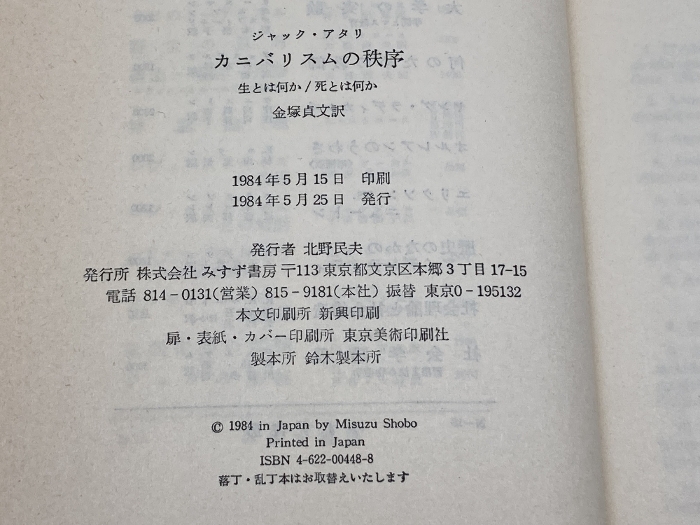 ジャック・アタリ
カニバリスムの秩序
生とは何か/死とは何か
金塚貞文訳
1984年5月15日 印刷
1984年5月25日 発行
発行者 北野民夫
発行所 株式会社 みすず書房 〒113 東京都文京区本郷3丁目17-15
電話 814-0131(営業) 815-9181(本社) 振替 東京0-195132
本文印刷所 新興印刷
扉・表紙・カバー印刷所 東京美術印刷社
製本所 鈴木製本所
© 1984 in Japan by Misuzu Shobo
Printed in Japan
ISBN 4-622-00448-8
落丁・乱丁本はお取替えいたします